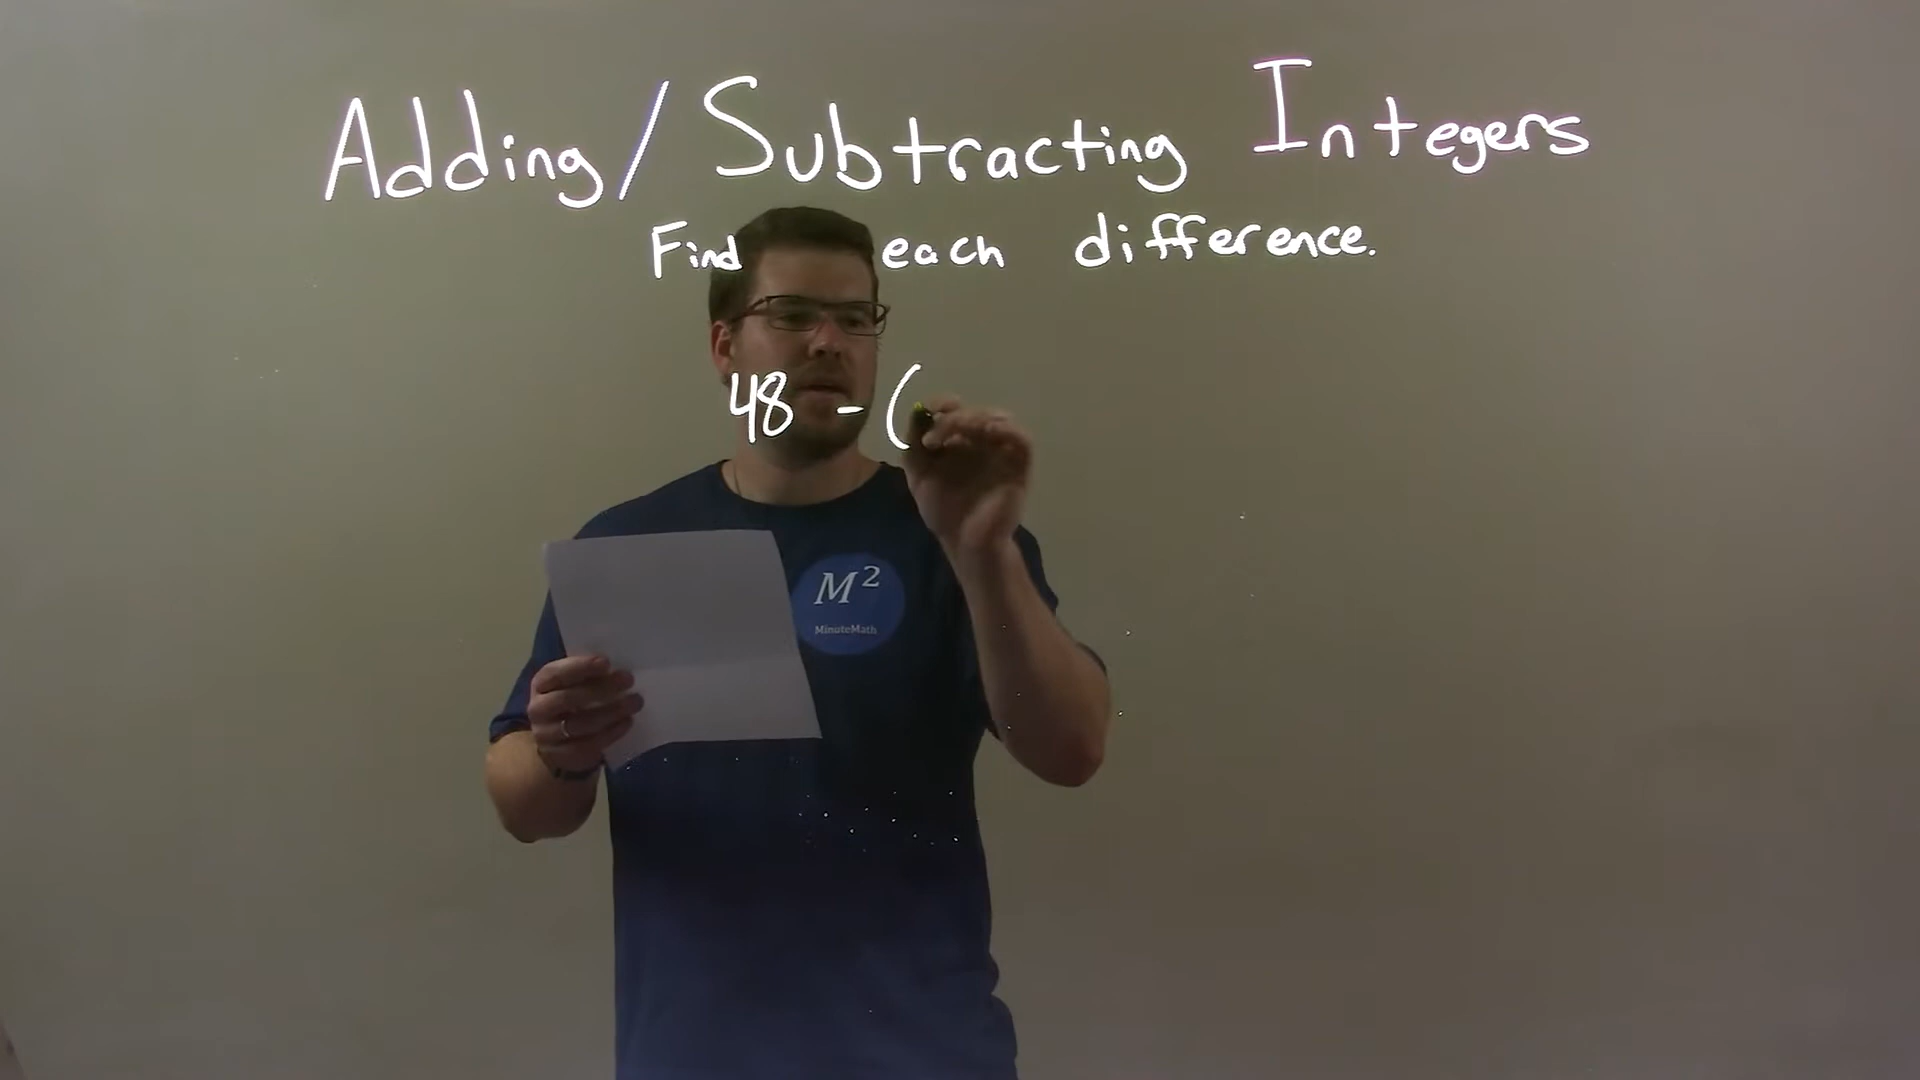 Adding/Subtracting Integers
Find each difference.
48 - (
M²
MinuteMath